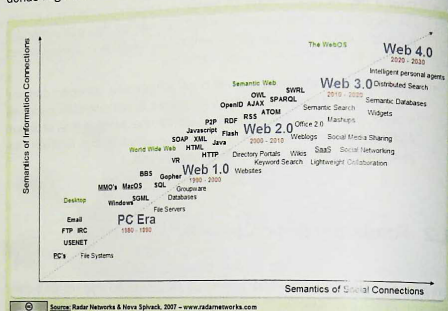 The WebOS
Web 4.0
2020 - 2030
Intelligent personal agents
Semantic Web
SWRL
Web 3.0
2010 - 2020
Distributed Search
OWL
OpenID AJAX SPARQL
Semantic Databases
ATOM
Semantic Search
Widgets
P2P RDF RSS
Office 2.0
Mashups
Javascript Flash
Web 2.0
2000 - 2010
SOAP XML
Java
Weblogs
Social Media Sharing
World Wide Web
HTML
HTTP
Directory Portals
Wikis
SaaS
Social Networking
VR
Keyword Search
Lightweight Collaboration
BBS
Gopher
Web 1.0
1990 - 2000
Websites
MMO's MacOS
SQL
Groupware
Desktop
SGML
Databases
Windows
File Servers
Email
PC Era
1980 - 1990
FTP IRC
USENET
PC's
File Systems
Semantics of Information Connections
Semantics of Social Connections
Source: Radar Networks & Nova Spivack, 2007 – www.radarnetworks.com